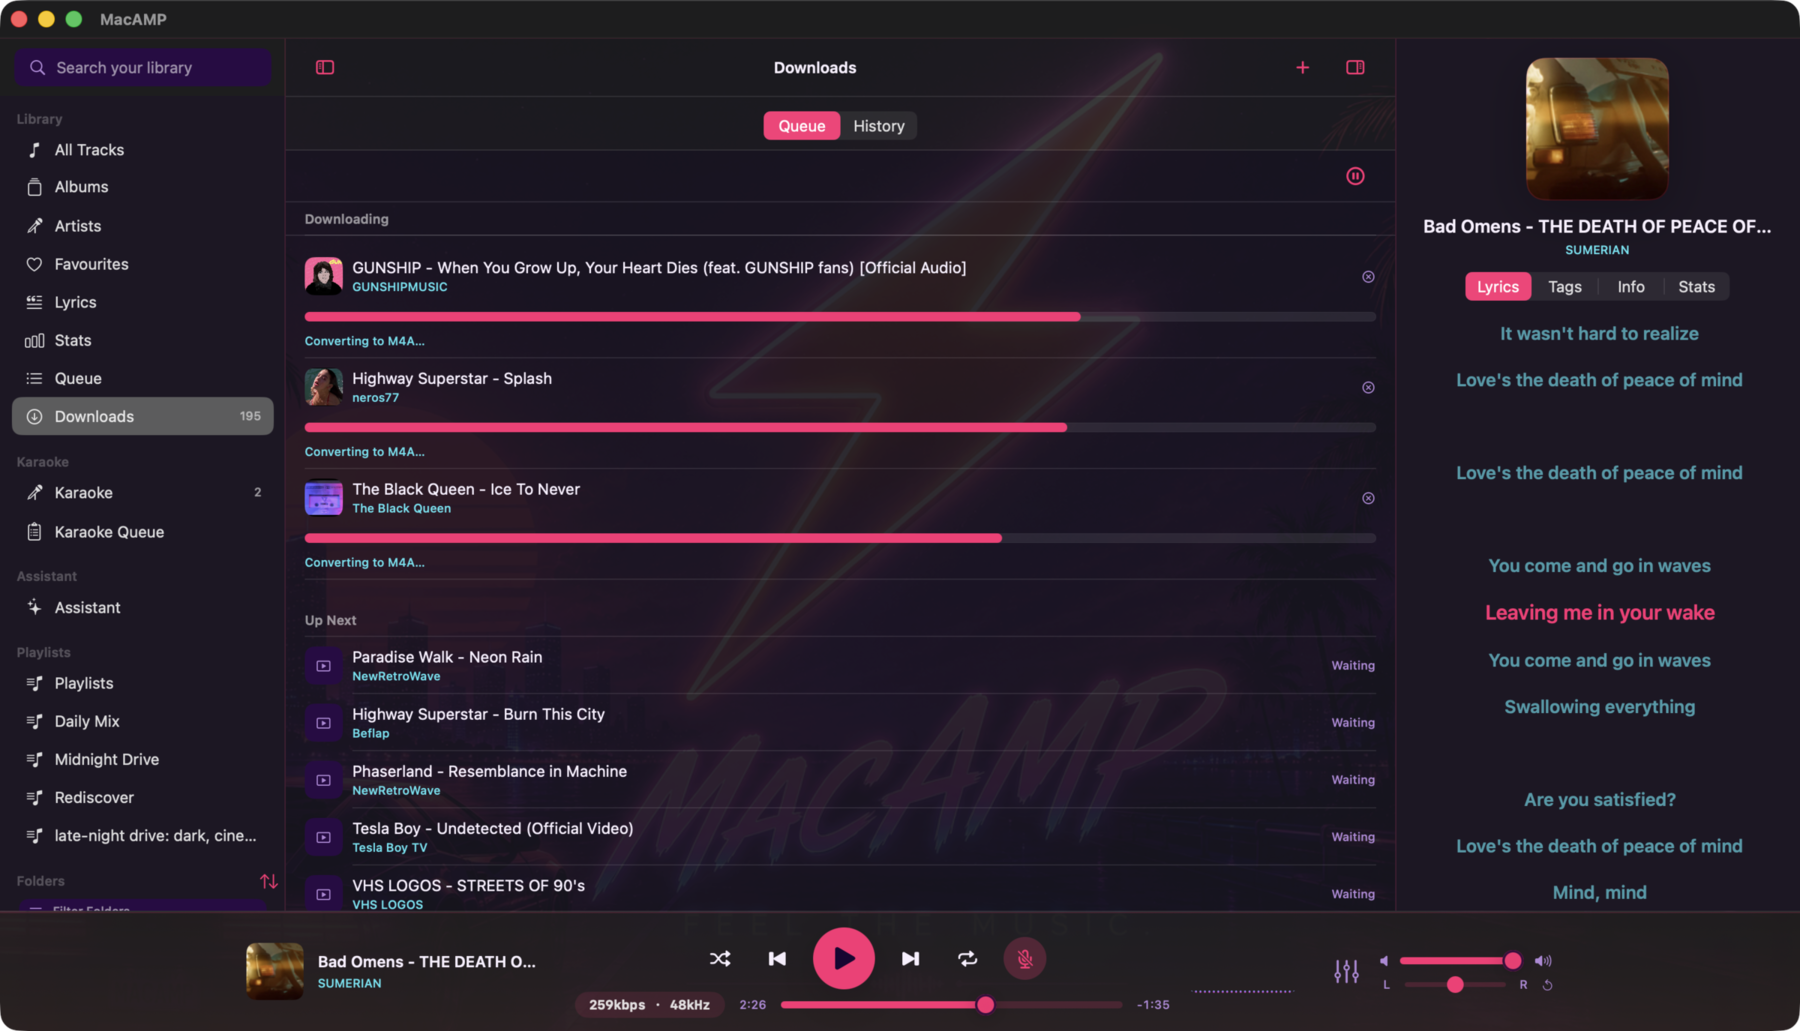 MacAMP
Search your library
Library
All Tracks
Albums
Artists
Favourites
Lyrics
Stats
Queue
Downloads 195
Karaoke
Karaoke 2
Karaoke Queue
Assistant
Assistant
Playlists
Playlists
Daily Mix
Midnight Drive
Rediscover
late-night drive: dark, cine...
Folders
Filter Folders
Downloads
Queue History
Downloading
GUNSHIP - When You Grow Up, Your Heart Dies (feat. GUNSHIP fans) [Official Audio]
GUNSHIPMUSIC
Converting to M4A...
Highway Superstar - Splash
neros77
Converting to M4A...
The Black Queen - Ice To Never
The Black Queen
Converting to M4A...
Up Next
Paradise Walk - Neon Rain
NewRetroWave
Waiting
Highway Superstar - Burn This City
Beflap
Waiting
Phaserland - Resemblance in Machine
NewRetroWave
Waiting
Tesla Boy - Undetected (Official Video)
Tesla Boy TV
Waiting
VHS LOGOS - STREETS OF 90's
VHS LOGOS
Waiting
MACAMP
FEEL THE MUSIC
Bad Omens - THE DEATH OF PEACE OF...
SUMERIAN
Lyrics Tags Info Stats
It wasn't hard to realize
Love's the death of peace of mind
Love's the death of peace of mind
You come and go in waves
Leaving me in your wake
You come and go in waves
Swallowing everything
Are you satisfied?
Love's the death of peace of mind
Mind, mind
Bad Omens - THE DEATH O...
SUMERIAN
259kbps · 48kHz
2:26
-1:35
L R